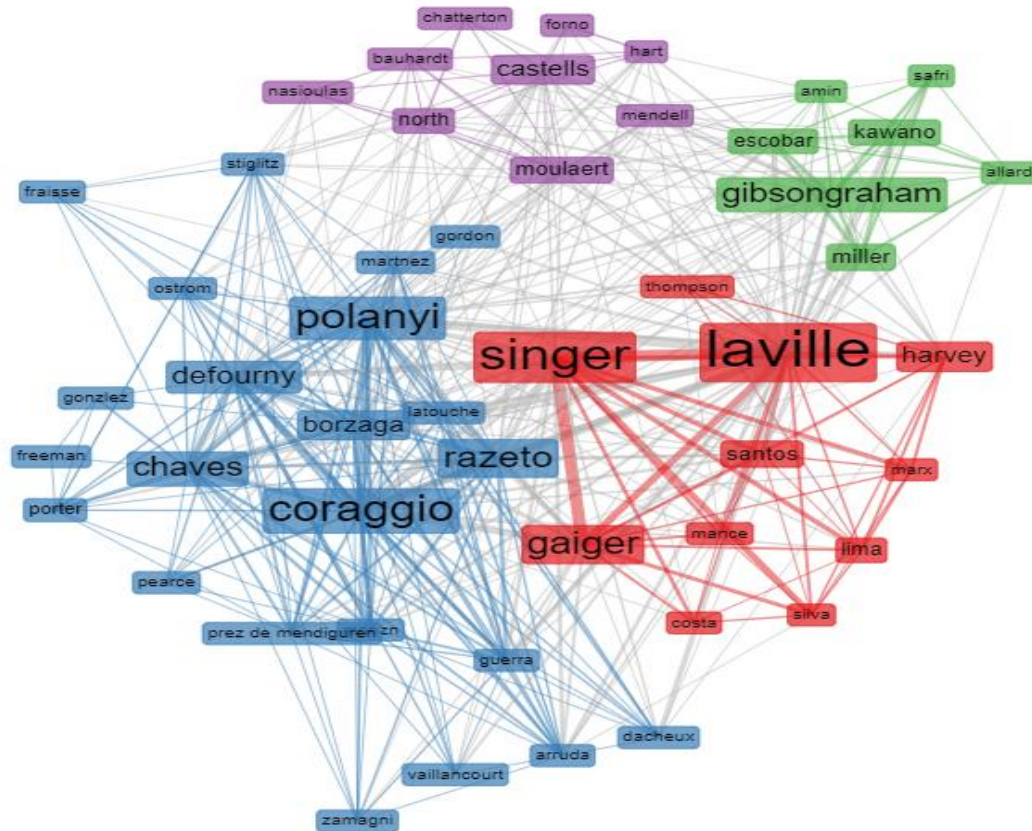 chatterton
forno
bauhardt
hart
castells
nasioulas
north
mendell
moulaert
safri
amin
escobar
kawano
allard
gibsongraham
miller
stiglitz
fraisse
gordon
martnez
ostrom
polanyi
thompson
singer
laville
harvey
defourny
gonzlez
latouche
borzaga
freeman
chaves
razeto
santos
marx
porter
coraggio
gaiger
mance
lima
pearce
costa
silva
prez de mendiguren
guerra
dacheux
arruda
vaillancourt
zamagni